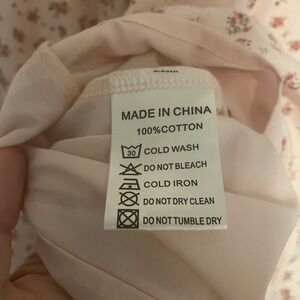 MADE IN CHINA
100%COTTON
30 COLD WASH
DO NOT BLEACH
COLD IRON
DO NOT DRY CLEAN
DO NOT TUMBLE DRY